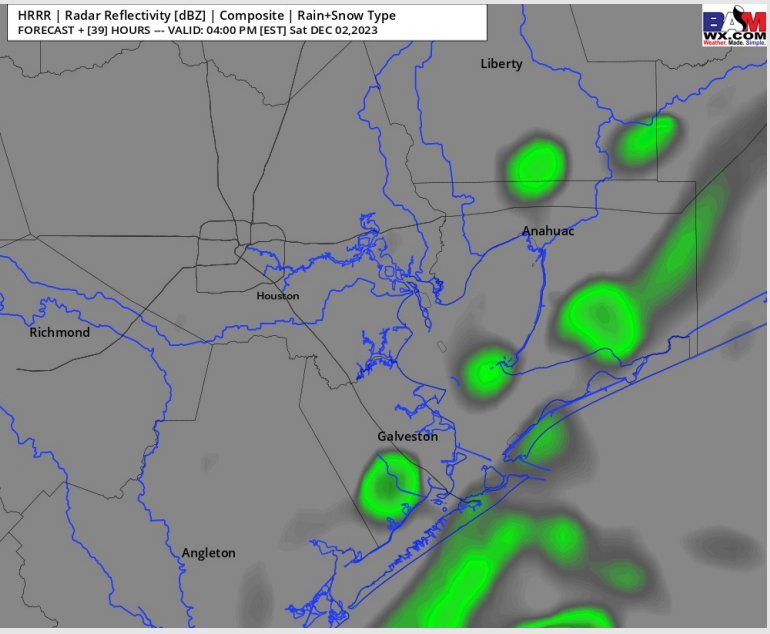 HRRR | Radar Reflectivity [dBZ] | Composite | Rain+Snow Type
FORECAST + [39] HOURS --- VALID: 04:00 PM [EST] Sat DEC 02,2023
BAM
WX.COM
Weather. Made. Simple.
Liberty
Anahuac
Houston
Richmond
Galveston
Angleton